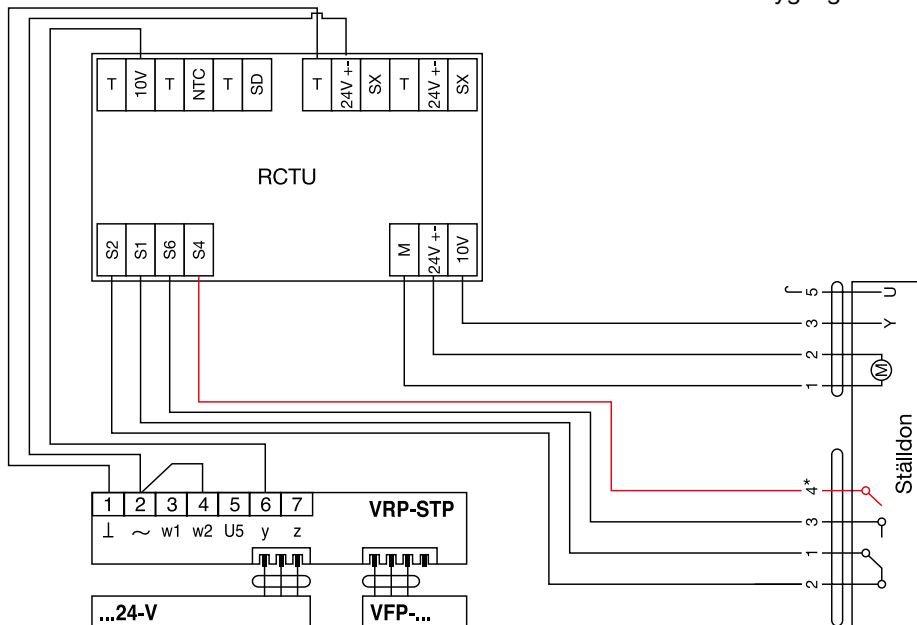 T 10V T NTC T SD T 24V +- SX T 24V +- SX
RCTU
S2 S1 S6 S4 M 24V +- 10V
5 U
3 Y
2
1 M
Ställdon
4*
3
1
2
1 2 3 4 5 6 7
⊥ ~ w1 w2 U5 y z
VRP-STP
...24-V
VFP-...